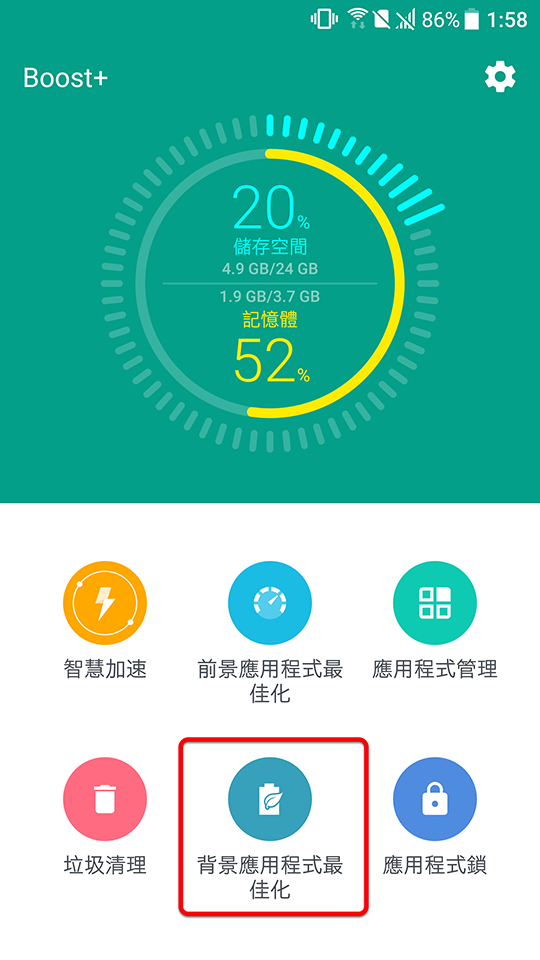 86% 1:58
Boost+
20%
儲存空間
4.9 GB/24 GB
1.9 GB/3.7 GB
記憶體
52%
智慧加速
前景應用程式最
佳化
應用程式管理
垃圾清理
背景應用程式最
佳化
應用程式鎖